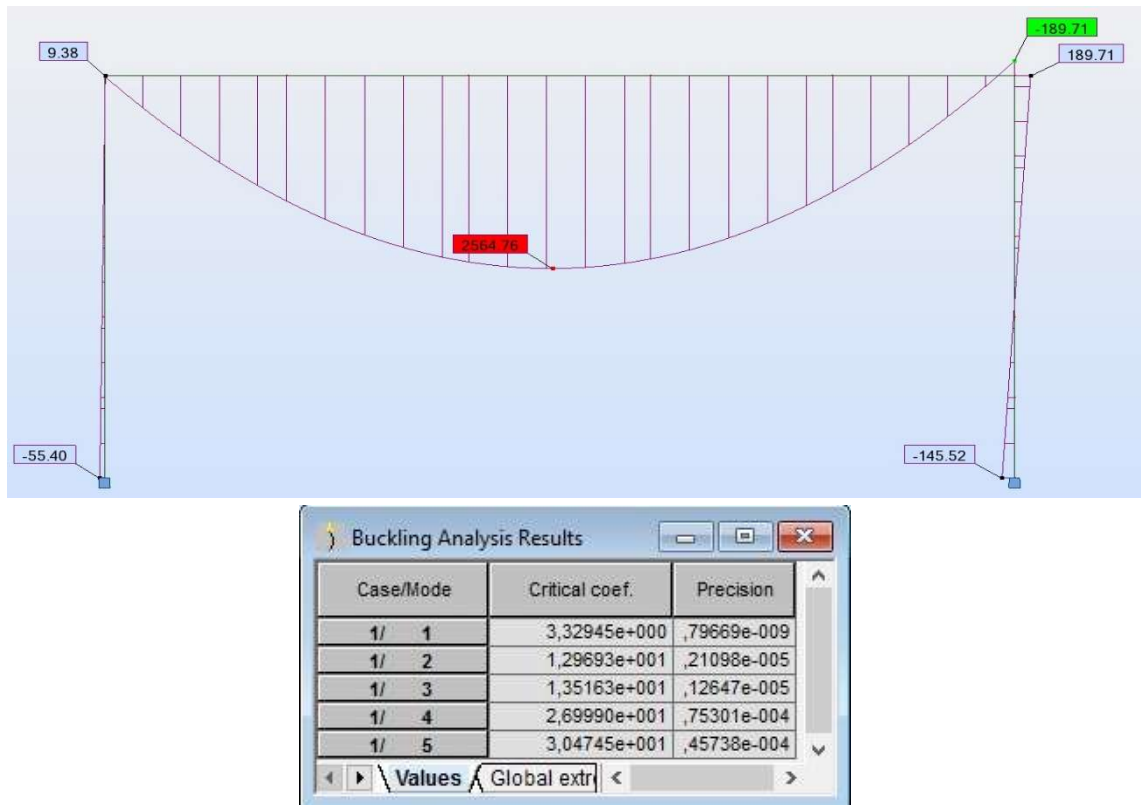 -189.71
9.38
189.71
2564.76
-55.40
-145.52
Buckling Analysis Results
Case/Mode Critical coef. Precision
1/ 1 3,32945e+000 ,79669e-009
1/ 2 1,29693e+001 ,21098e-005
1/ 3 1,35163e+001 ,12647e-005
1/ 4 2,69990e+001 ,75301e-004
1/ 5 3,04745e+001 ,45738e-004
Values Global extr